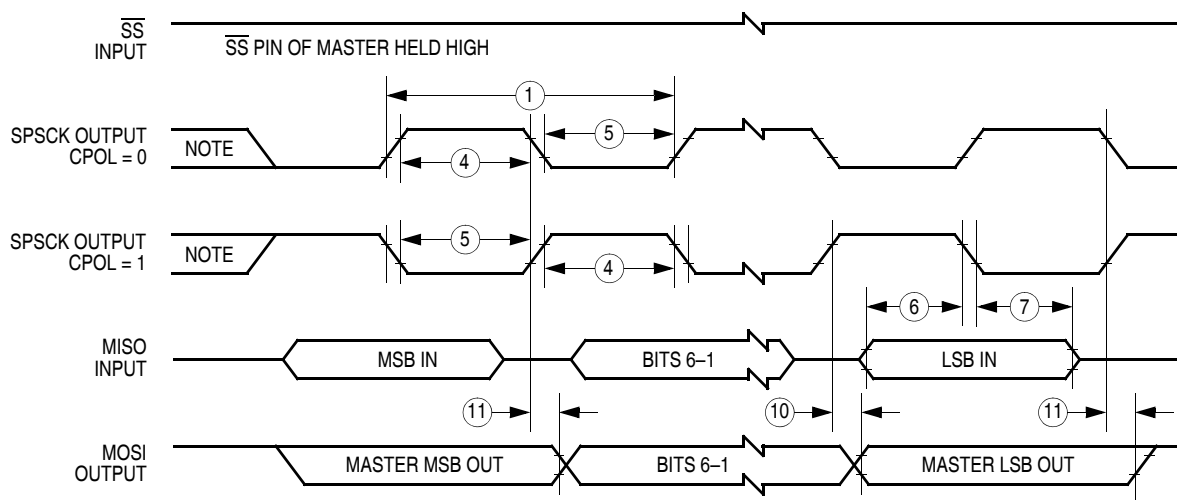 SS
INPUT
SS PIN OF MASTER HELD HIGH
1
SPSCK OUTPUT
CPOL = 0
NOTE
5
4
SPSCK OUTPUT
CPOL = 1
NOTE
5
4
6
7
MISO
INPUT
MSB IN
BITS 6–1
LSB IN
11
10
11
MOSI
OUTPUT
MASTER MSB OUT
BITS 6–1
MASTER LSB OUT